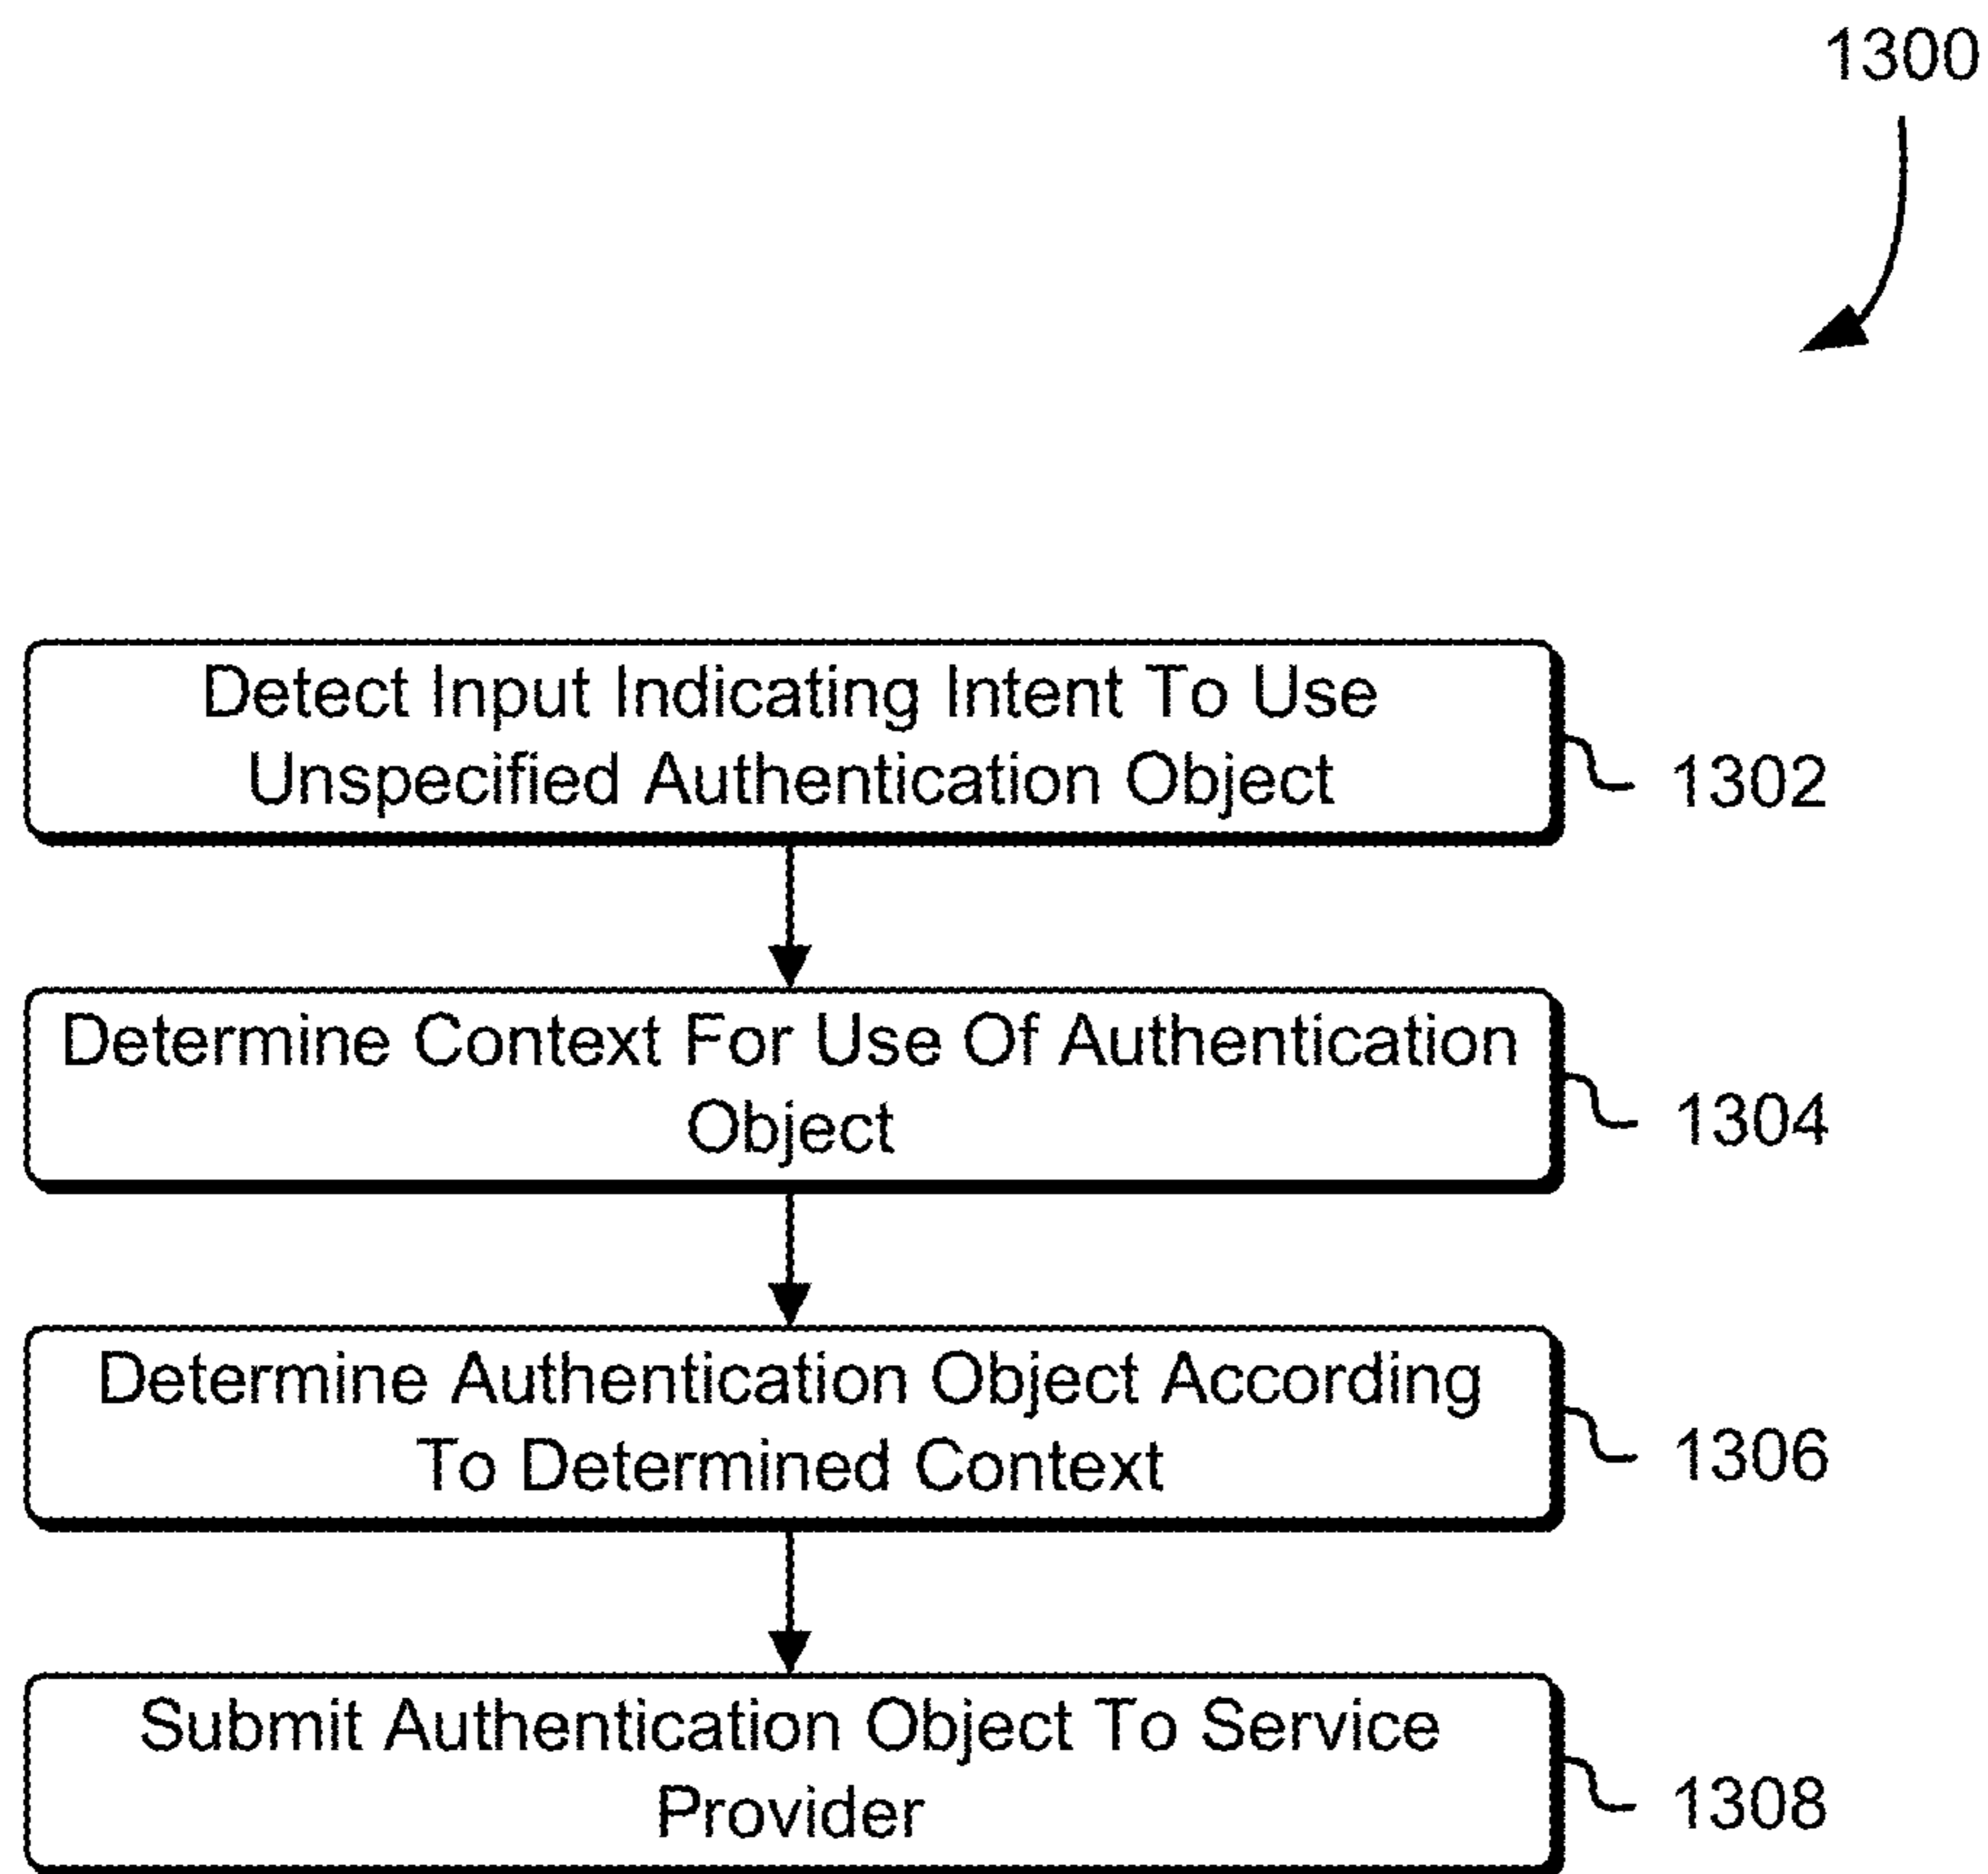 1300
Detect Input Indicating Intent To Use
Unspecified Authentication Object
1302
Determine Context For Use Of Authentication
Object
1304
Determine Authentication Object According
To Determined Context
1306
Submit Authentication Object To Service
Provider
1308